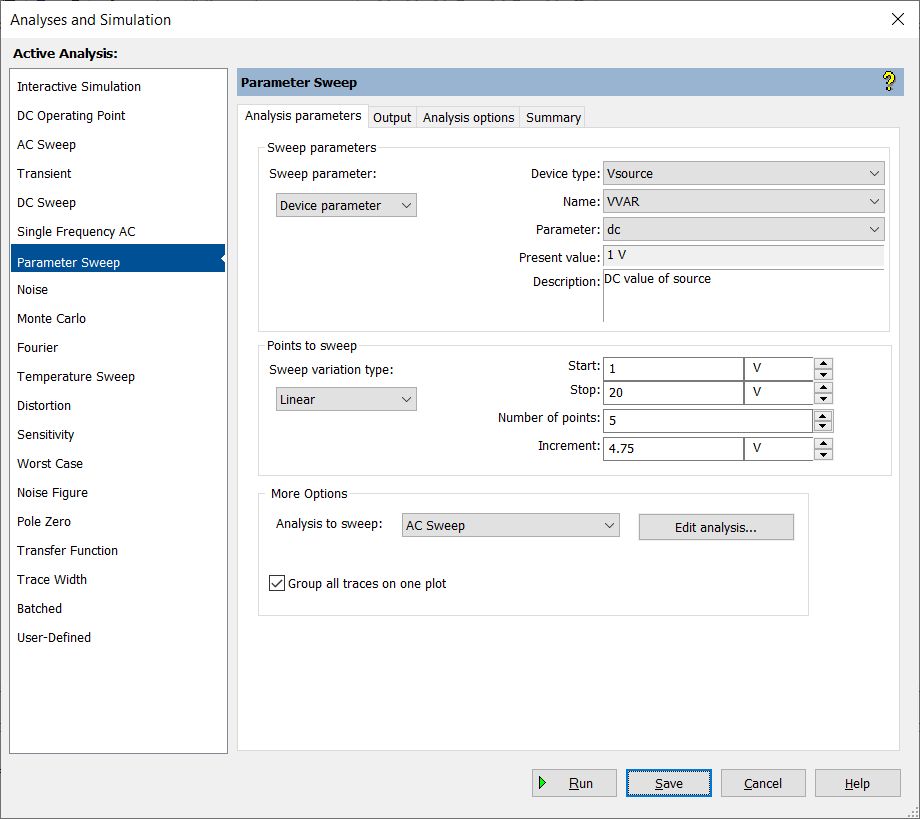 Analyses and Simulation
Active Analysis:
Interactive Simulation
DC Operating Point
AC Sweep
Transient
DC Sweep
Single Frequency AC
Parameter Sweep
Noise
Monte Carlo
Fourier
Temperature Sweep
Distortion
Sensitivity
Worst Case
Noise Figure
Pole Zero
Transfer Function
Trace Width
Batched
User-Defined
Parameter Sweep
?
Analysis parameters Output Analysis options Summary
Sweep parameters
Sweep parameter:
Device parameter
Device type: Vsource
Name: VVAR
Parameter: dc
Present value: 1 V
Description: DC value of source
Points to sweep
Sweep variation type:
Linear
Start: 1 V
Stop: 20 V
Number of points: 5
Increment: 4.75 V
More Options
Analysis to sweep: AC Sweep Edit analysis...
Group all traces on one plot
Run Save Cancel Help